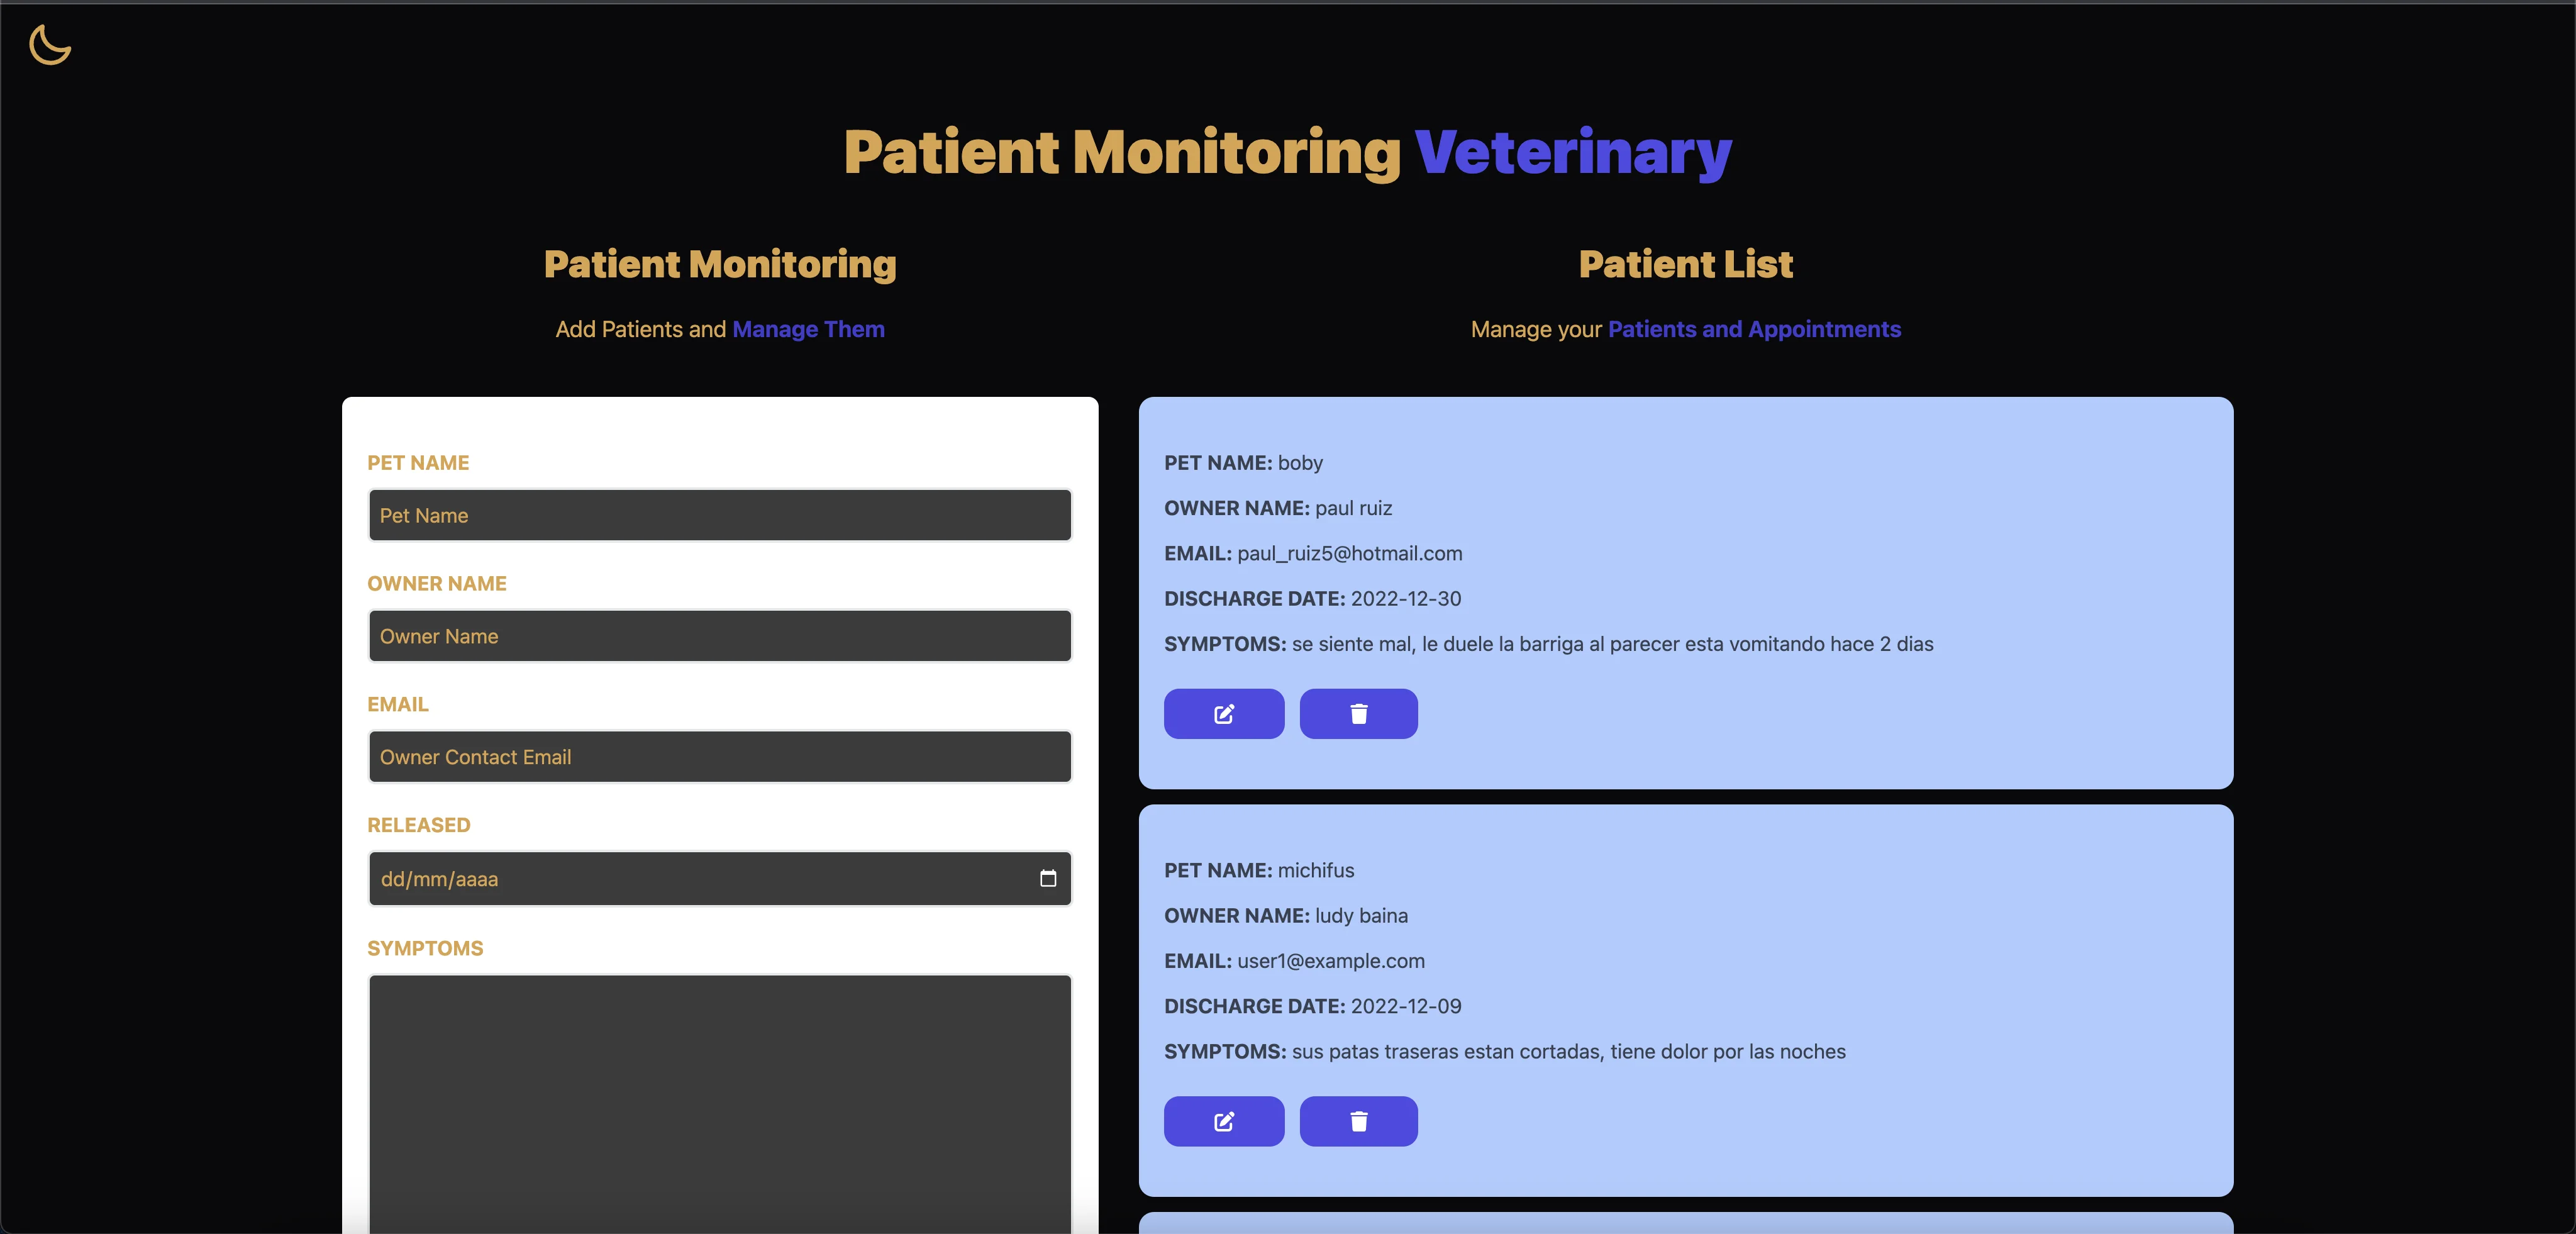 Patient Monitoring Veterinary
Patient Monitoring
Add Patients and Manage Them
PET NAME
Pet Name
OWNER NAME
Owner Name
EMAIL
Owner Contact Email
RELEASED
dd/mm/aaaa
SYMPTOMS
Patient List
Manage your Patients and Appointments
PET NAME: boby
OWNER NAME: paul ruiz
EMAIL: paul_ruiz5@hotmail.com
DISCHARGE DATE: 2022-12-30
SYMPTOMS: se siente mal, le duele la barriga al parecer esta vomitando hace 2 dias
PET NAME: michifus
OWNER NAME: ludy baina
EMAIL: user1@example.com
DISCHARGE DATE: 2022-12-09
SYMPTOMS: sus patas traseras estan cortadas, tiene dolor por las noches